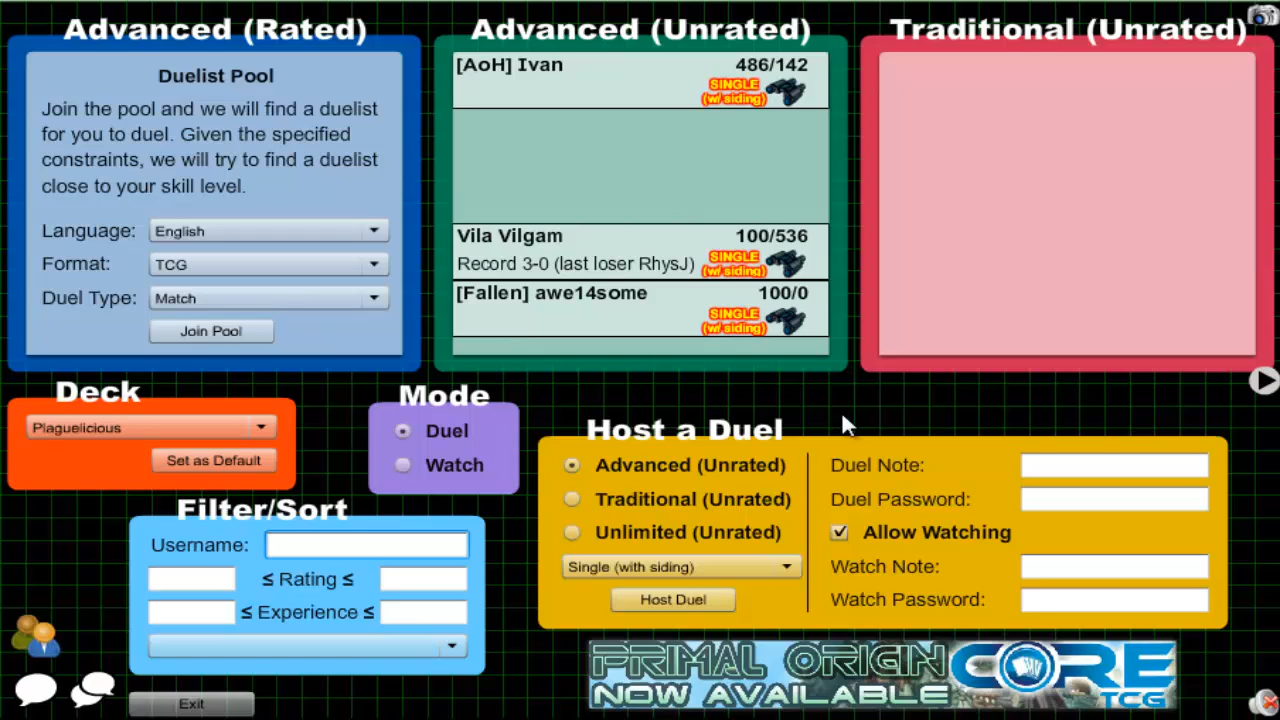 Advanced (Rated)
Duelist Pool
Join the pool and we will find a duelist
for you to duel. Given the specified
constraints, we will try to find a duelist
close to your skill level.
Language: English
Format: TCG
Duel Type: Match
Join Pool
Advanced (Unrated)
[AoH] Ivan 486/142
SINGLE
(w/ siding)
Vila Vilgam 100/536
Record 3-0 (last loser RhysJ)
SINGLE
(w/ siding)
[Fallen] awe14some 100/0
SINGLE
(w/ siding)
Traditional (Unrated)
Deck
Plaguelicious
Set as Default
Mode
Duel
Watch
Filter/Sort
Username:
≤ Rating ≤
≤ Experience ≤
Exit
Host a Duel
Advanced (Unrated)
Traditional (Unrated)
Unlimited (Unrated)
Single (with siding)
Host Duel
Duel Note:
Duel Password:
Allow Watching
Watch Note:
Watch Password:
PRIMAL ORIGIN
NOW AVAILABLE
CORE
TCG